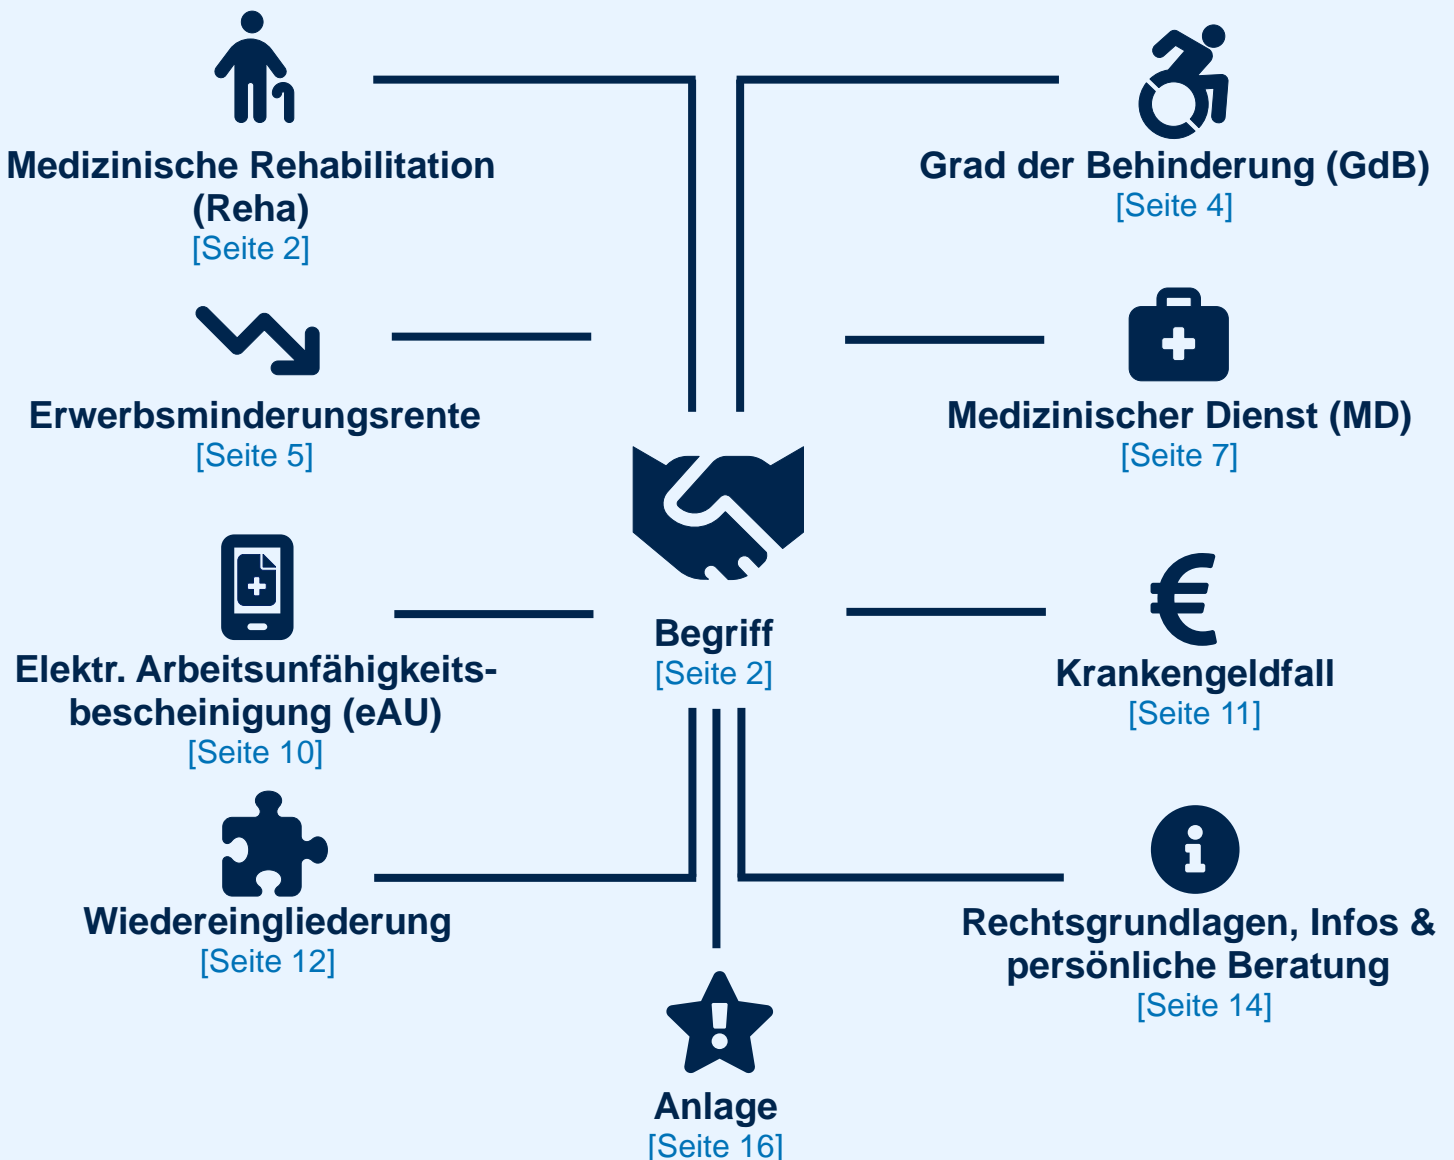 Medizinische Rehabilitation
(Reha)
[Seite 2]
Grad der Behinderung (GdB)
[Seite 4]
Erwerbsminderungsrente
[Seite 5]
Medizinischer Dienst (MD)
[Seite 7]
Begriff
[Seite 2]
Elektr. Arbeitsunfähigkeits-
bescheinigung (eAU)
[Seite 10]
Krankengeldfall
[Seite 11]
Wiedereingliederung
[Seite 12]
Rechtsgrundlagen, Infos &
persönliche Beratung
[Seite 14]
Anlage
[Seite 16]